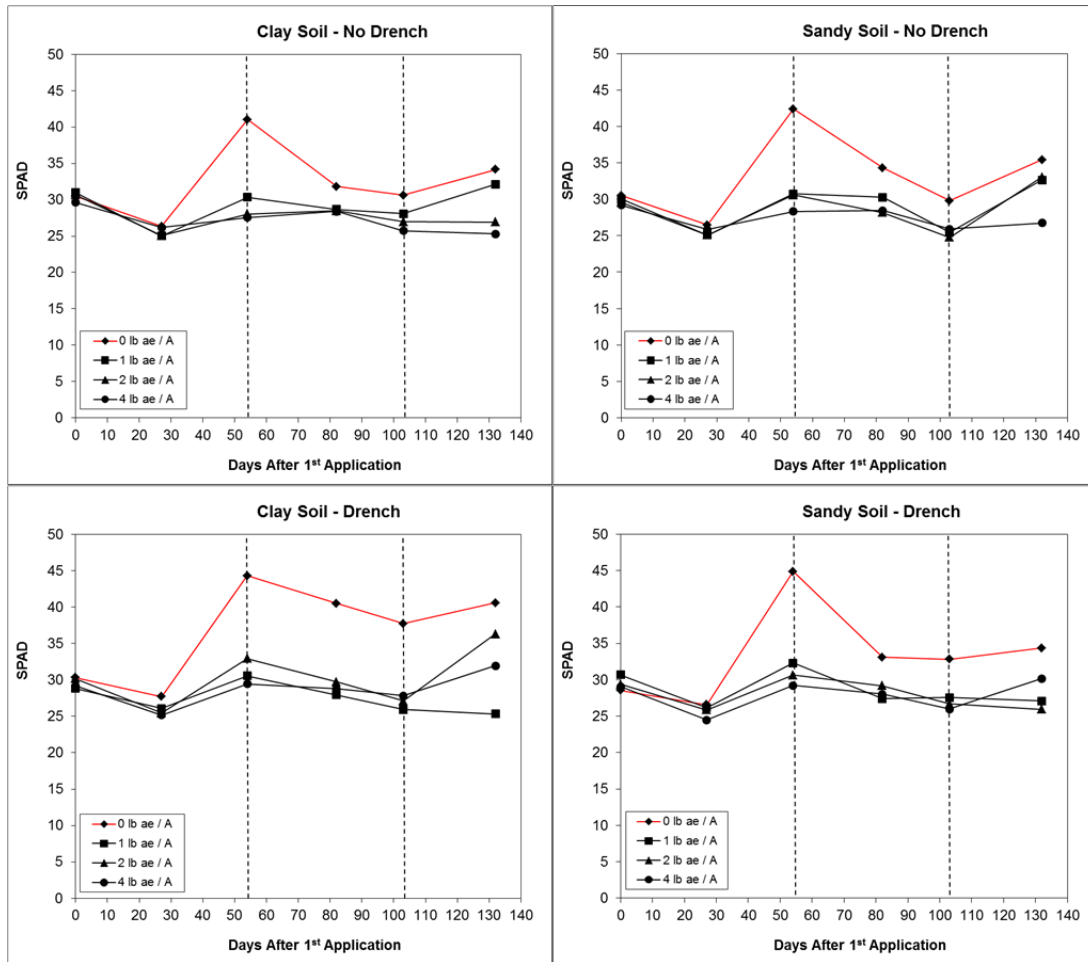 Clay Soil - No Drench
50
45
40
35
30
25
20
15
10
5
0
SPAD
0 lb ae / A
1 lb ae / A
2 lb ae / A
4 lb ae / A
0 10 20 30 40 50 60 70 80 90 100 110 120 130 140
Days After 1st Application
Sandy Soil - No Drench
50
45
40
35
30
25
20
15
10
5
0
SPAD
0 lb ae / A
1 lb ae / A
2 lb ae / A
4 lb ae / A
0 10 20 30 40 50 60 70 80 90 100 110 120 130 140
Days After 1st Application
Clay Soil - Drench
50
45
40
35
30
25
20
15
10
5
0
SPAD
0 lb ae / A
1 lb ae / A
2 lb ae / A
4 lb ae / A
0 10 20 30 40 50 60 70 80 90 100 110 120 130 140
Days After 1st Application
Sandy Soil - Drench
50
45
40
35
30
25
20
15
10
5
0
SPAD
0 lb ae / A
1 lb ae / A
2 lb ae / A
4 lb ae / A
0 10 20 30 40 50 60 70 80 90 100 110 120 130 140
Days After 1st Application